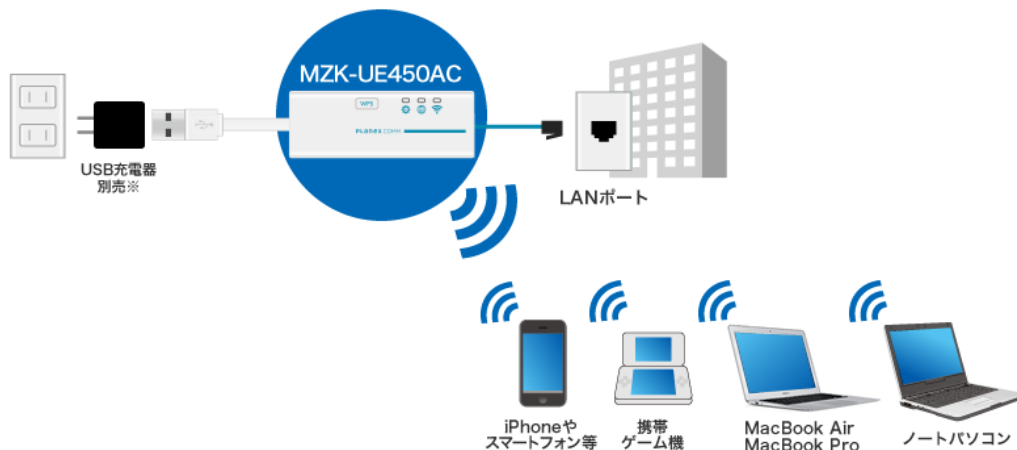 MZK-UE450AC
WPS
PLANEX COMM
USB充電器
別売※
LANポート
iPhoneや
スマートフォン等
携帯
ゲーム機
MacBook Air
MacBook Pro
ノートパソコン